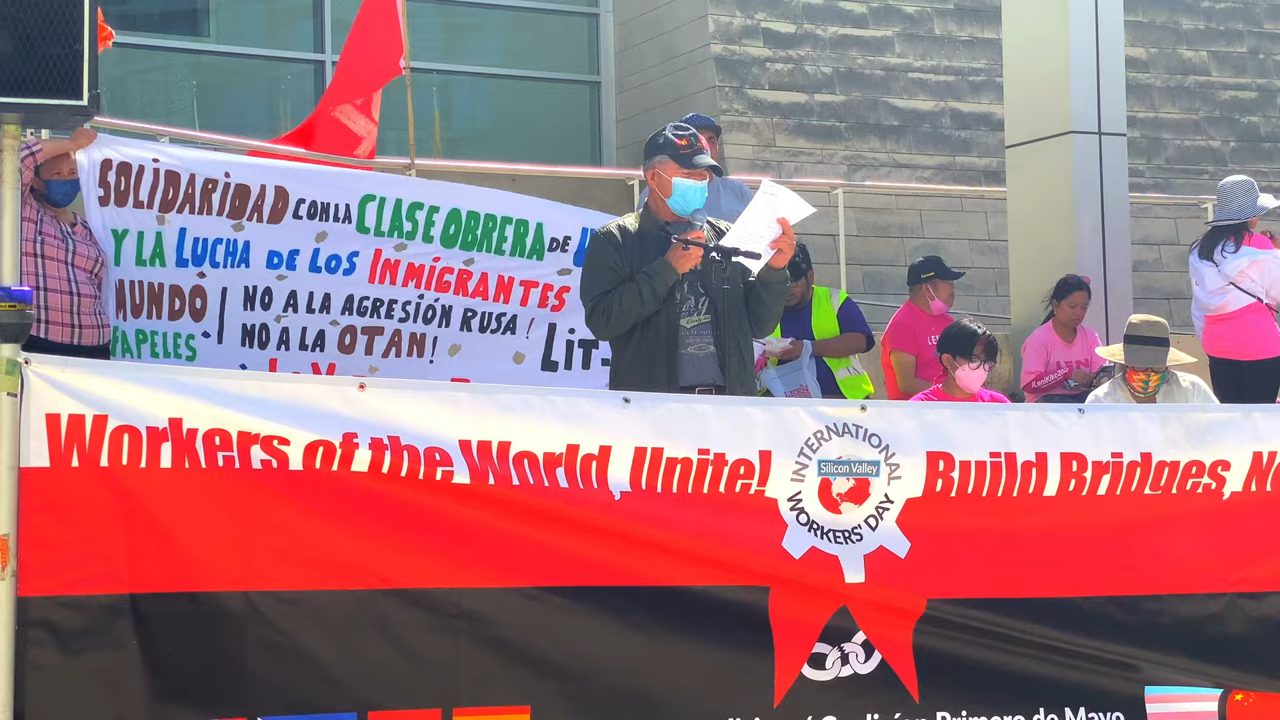 SOLIDARIDAD CON LA CLASE OBRERA DE
Y LA LUCHA DE LOS INMIGRANTES
MUNDO
PAPELES
NO A LA AGRESIÓN RUSA!
NO A LA OTAN!
LIT-
Workers of the World, Unite!
INTERNATIONAL
Silicon Valley
WORKERS' DAY
Build Bridges,
Coalición Primero de Mayo